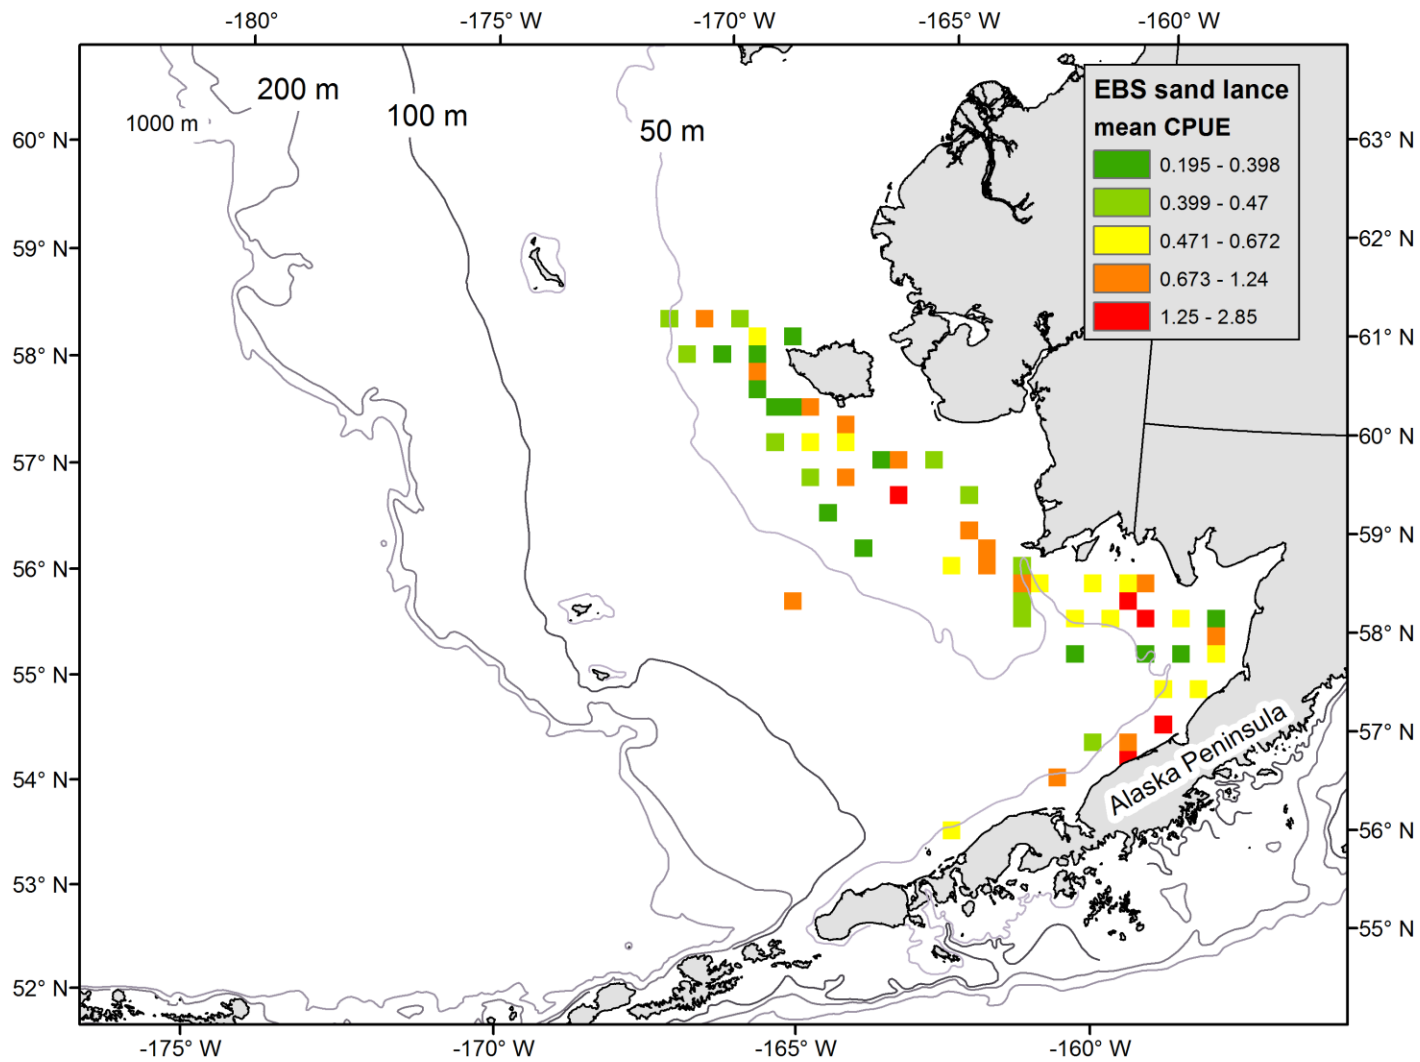 -180° -175° W -170° W -165° W -160° W
EBS sand lance
mean CPUE
0.195 - 0.398
0.399 - 0.47
0.471 - 0.672
0.673 - 1.24
1.25 - 2.85
1000 m
200 m
100 m
50 m
60° N
59° N
58° N
57° N
56° N
55° N
54° N
53° N
52° N
63° N
62° N
61° N
60° N
59° N
58° N
57° N
56° N
55° N
Alaska Peninsula
-175° W -170° W -165° W -160° W